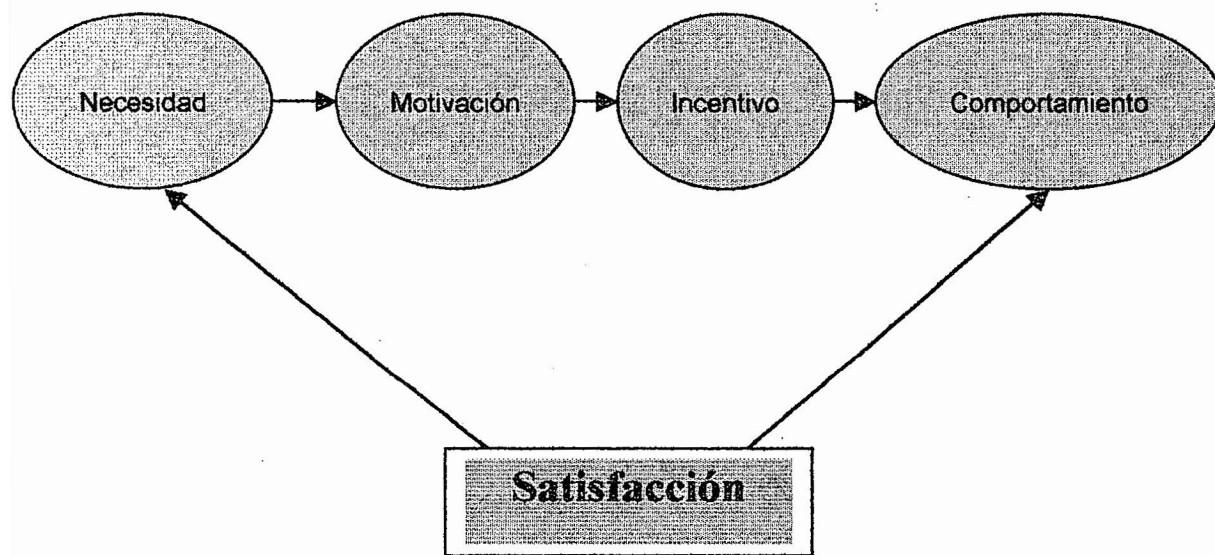 Necesidad
Motivación
Incentivo
Comportamiento
Satisfacción